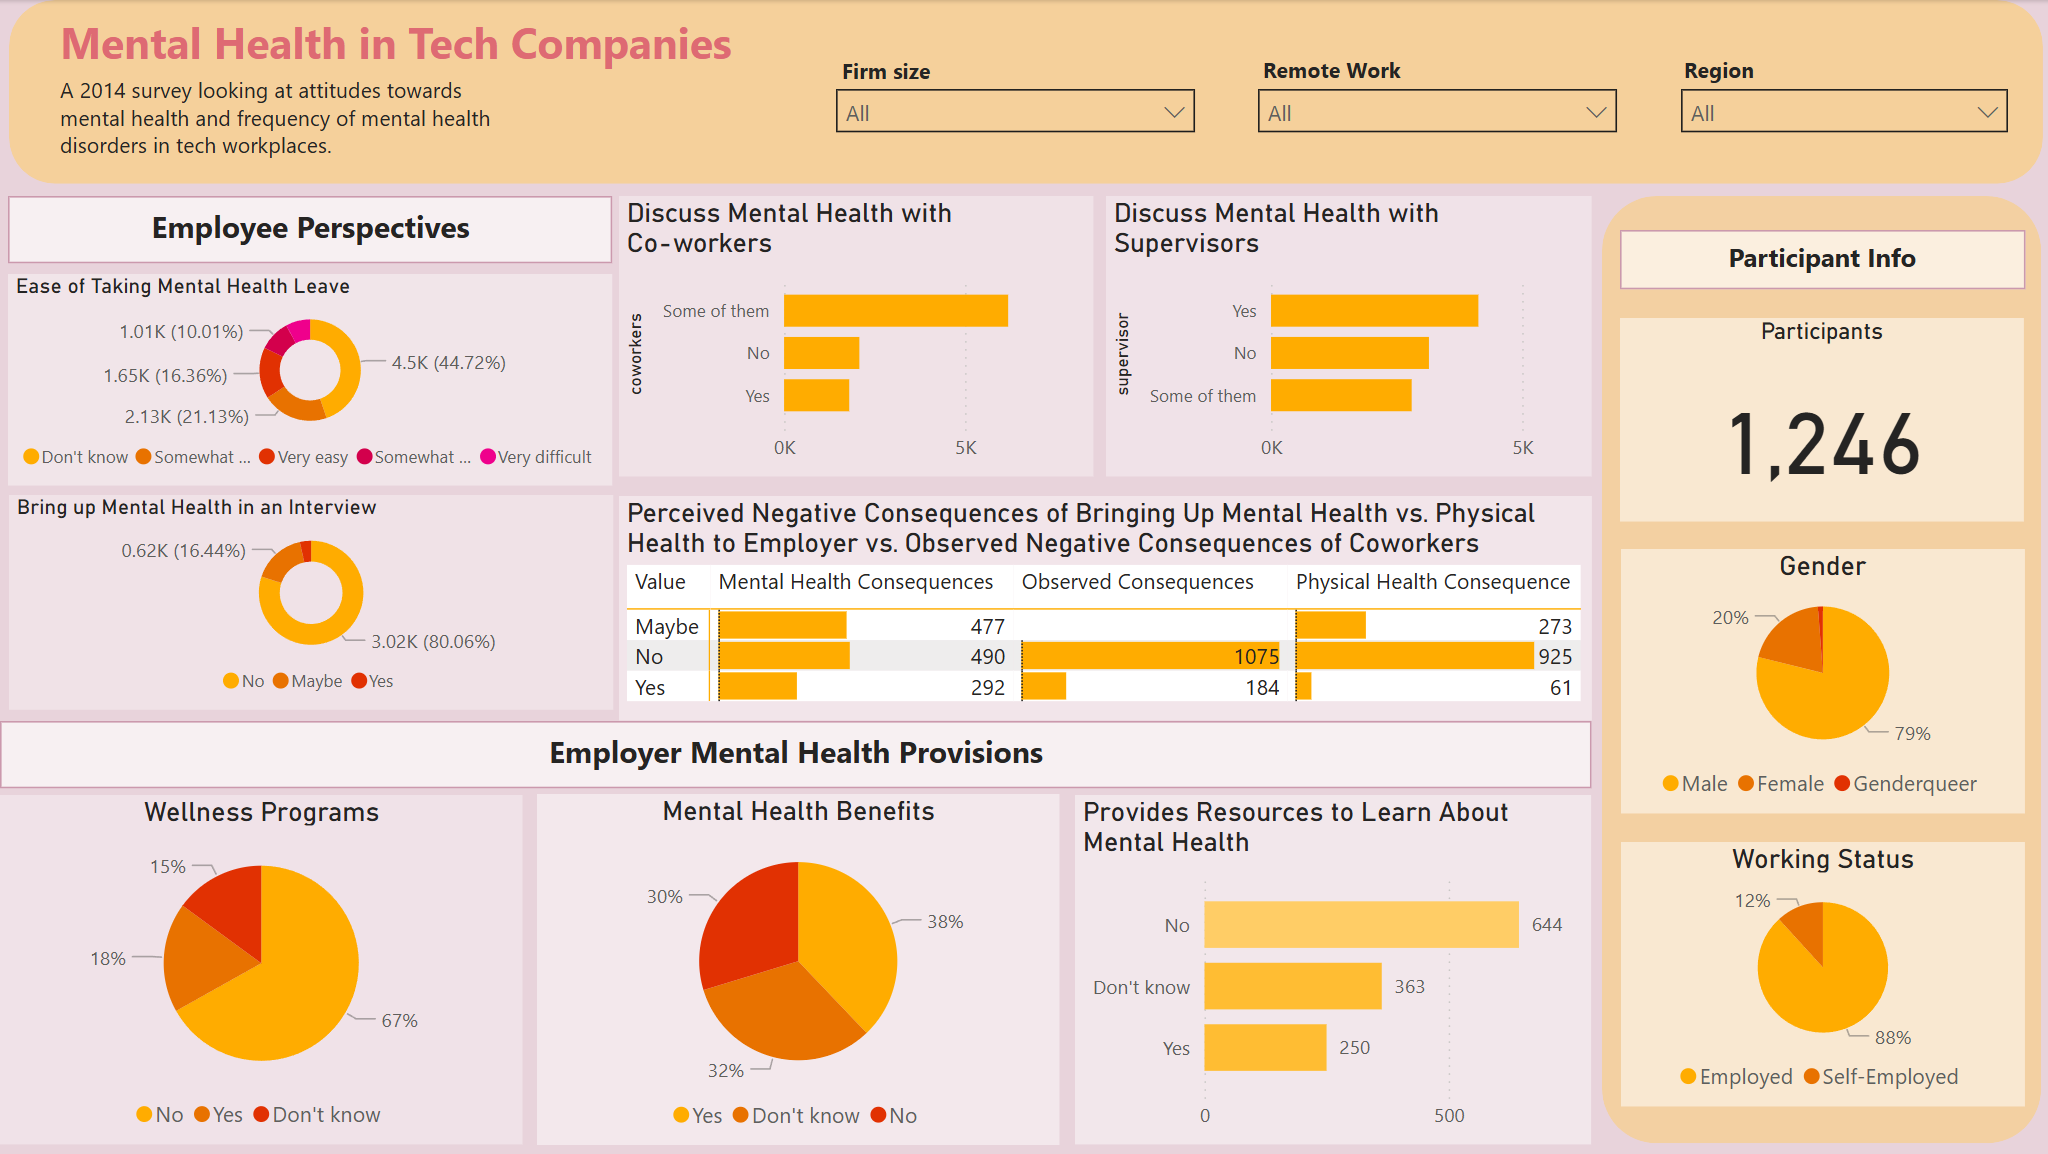 Mental Health in Tech Companies
A 2014 survey looking at attitudes towards
mental health and frequency of mental health
disorders in tech workplaces.
Firm size
All
Remote Work
All
Region
All
Employee Perspectives
Ease of Taking Mental Health Leave
1.01K (10.01%)
1.65K (16.36%)
2.13K (21.13%)
4.5K (44.72%)
Don't know Somewhat ... Very easy Somewhat ... Very difficult
Bring up Mental Health in an Interview
0.62K (16.44%)
3.02K (80.06%)
No Maybe Yes
Discuss Mental Health with
Co-workers
coworkers
Some of them
No
Yes
0K 5K
Discuss Mental Health with
Supervisors
supervisor
Yes
No
Some of them
0K 5K
Perceived Negative Consequences of Bringing Up Mental Health vs. Physical
Health to Employer vs. Observed Negative Consequences of Coworkers
Value Mental Health Consequences Observed Consequences Physical Health Consequence
Maybe 477 273
No 490 1075 925
Yes 292 184 61
Employer Mental Health Provisions
Wellness Programs
15%
18%
67%
No Yes Don't know
Mental Health Benefits
30%
38%
32%
Yes Don't know No
Provides Resources to Learn About
Mental Health
No 644
Don't know 363
Yes 250
0 500
Participant Info
Participants
1,246
Gender
20%
79%
Male Female Genderqueer
Working Status
12%
88%
Employed Self-Employed